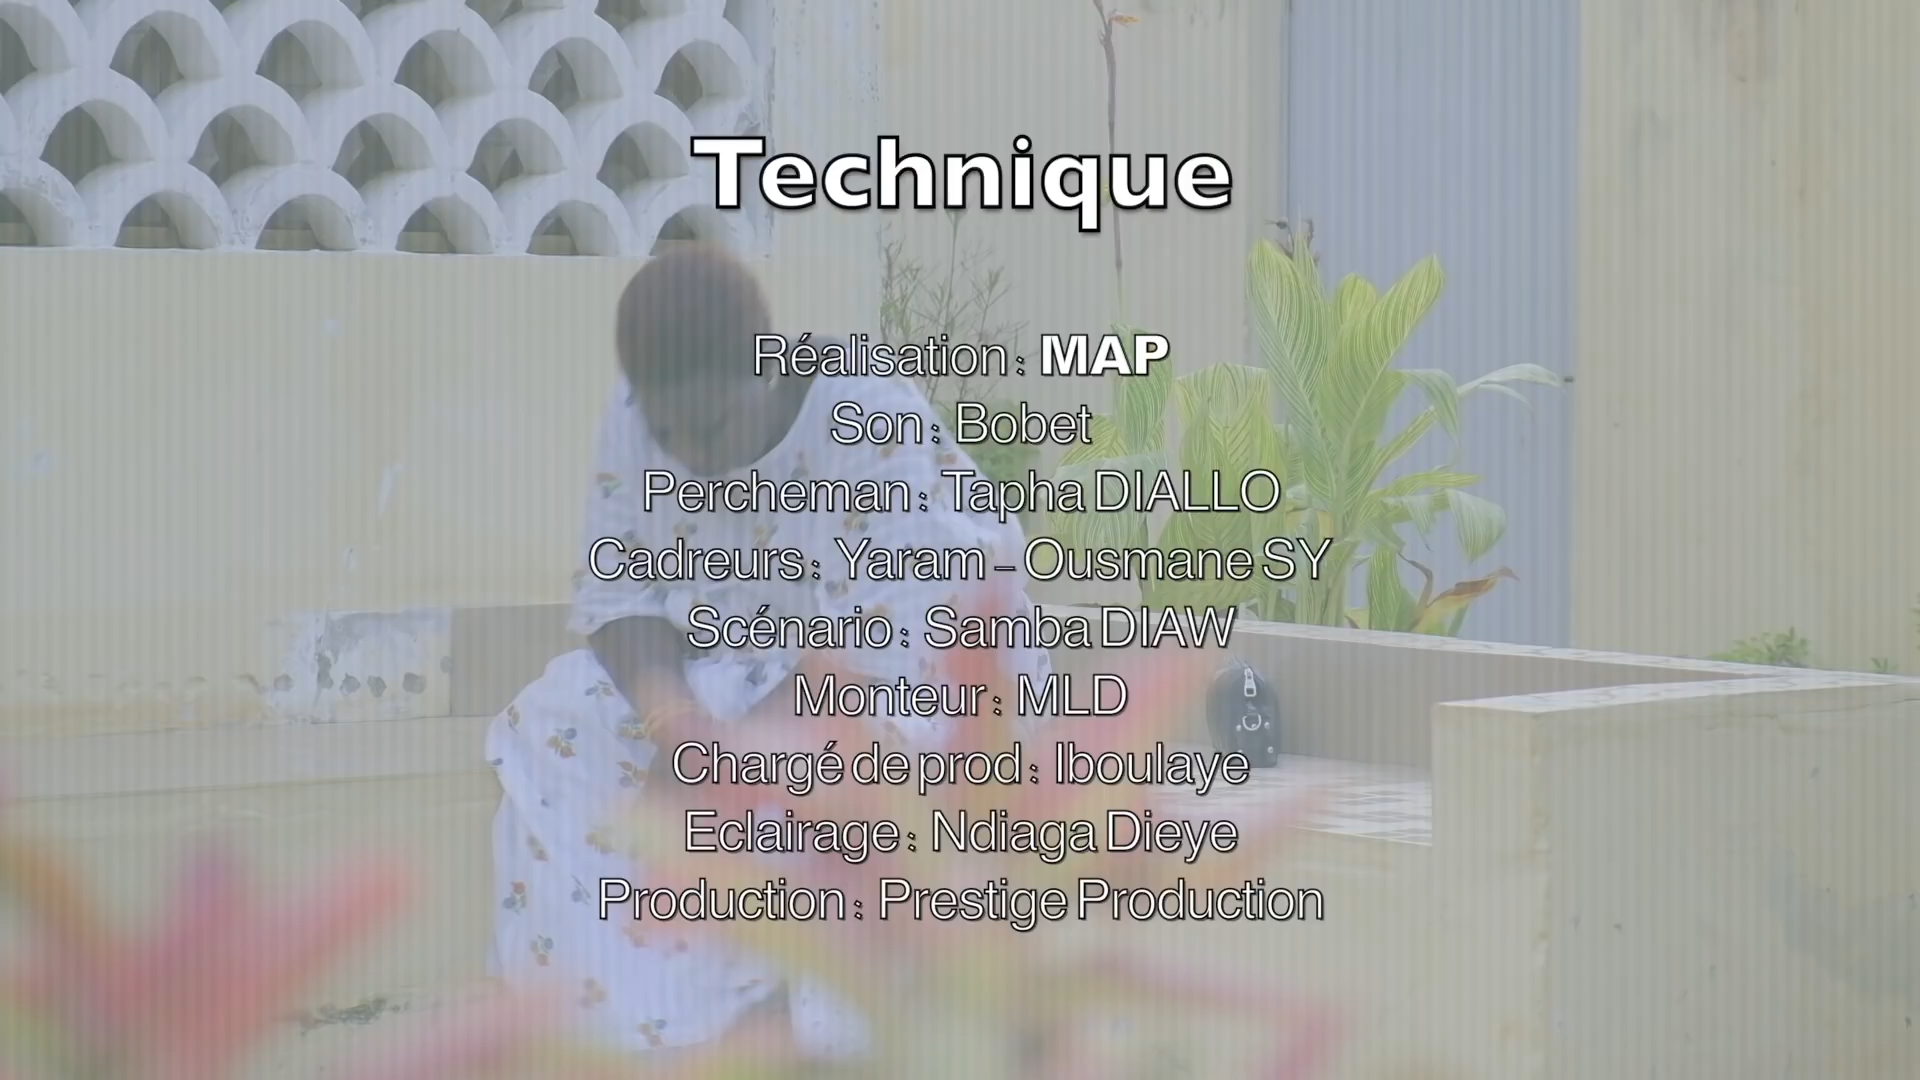 Technique
Réalisation : MAP
Son : Bobet
Percheman : Tapha DIALLO
Cadreurs : Yaram - Ousmane SY
Scénario : Samba DIAW
Monteur : MLD
Chargé de prod : Iboulaye
Eclairage : Ndiaga Dieye
Production : Prestige Production